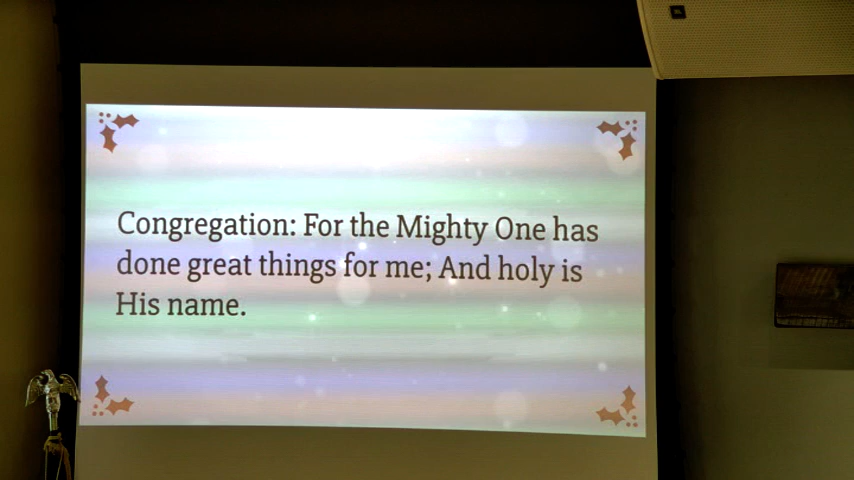 Congregation: For the Mighty One has
done great things for me; And holy is
His name.